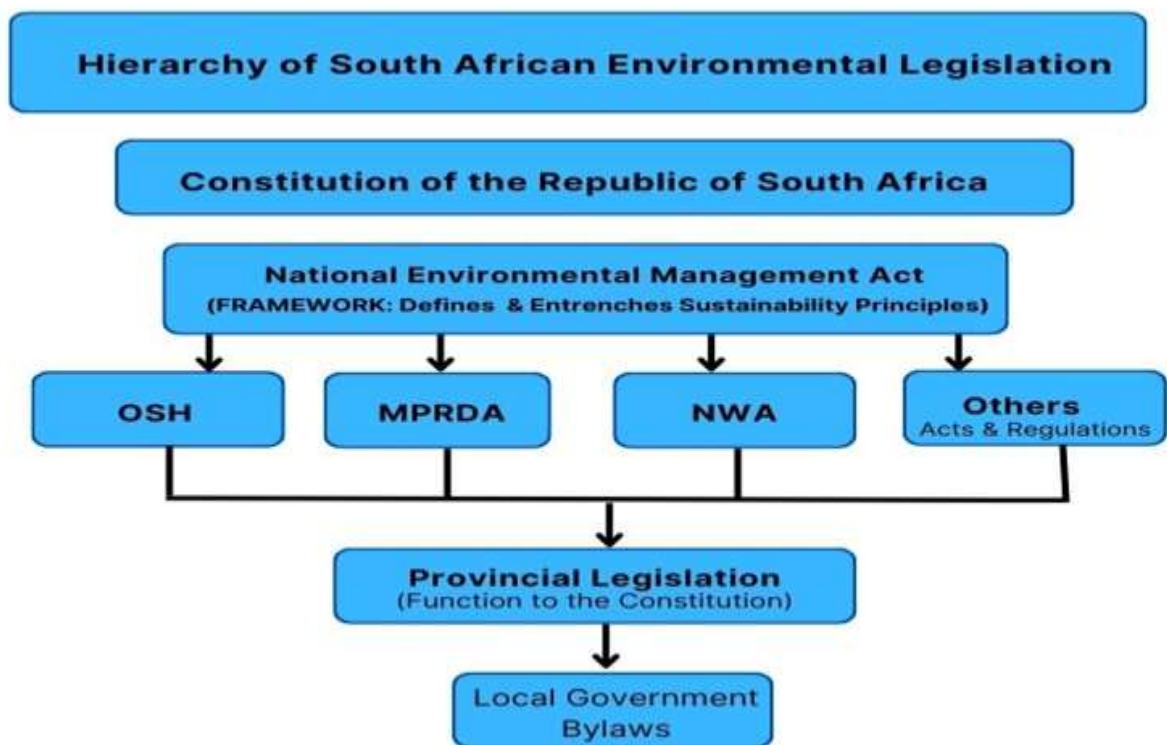 Hierarchy of South African Environmental Legislation
Constitution of the Republic of South Africa
National Environmental Management Act
(FRAMEWORK: Defines & Entrenches Sustainability Principles)
OSH
MPRDA
NWA
Others
Acts & Regulations
Provincial Legislation
(Function to the Constitution)
Local Government
Bylaws